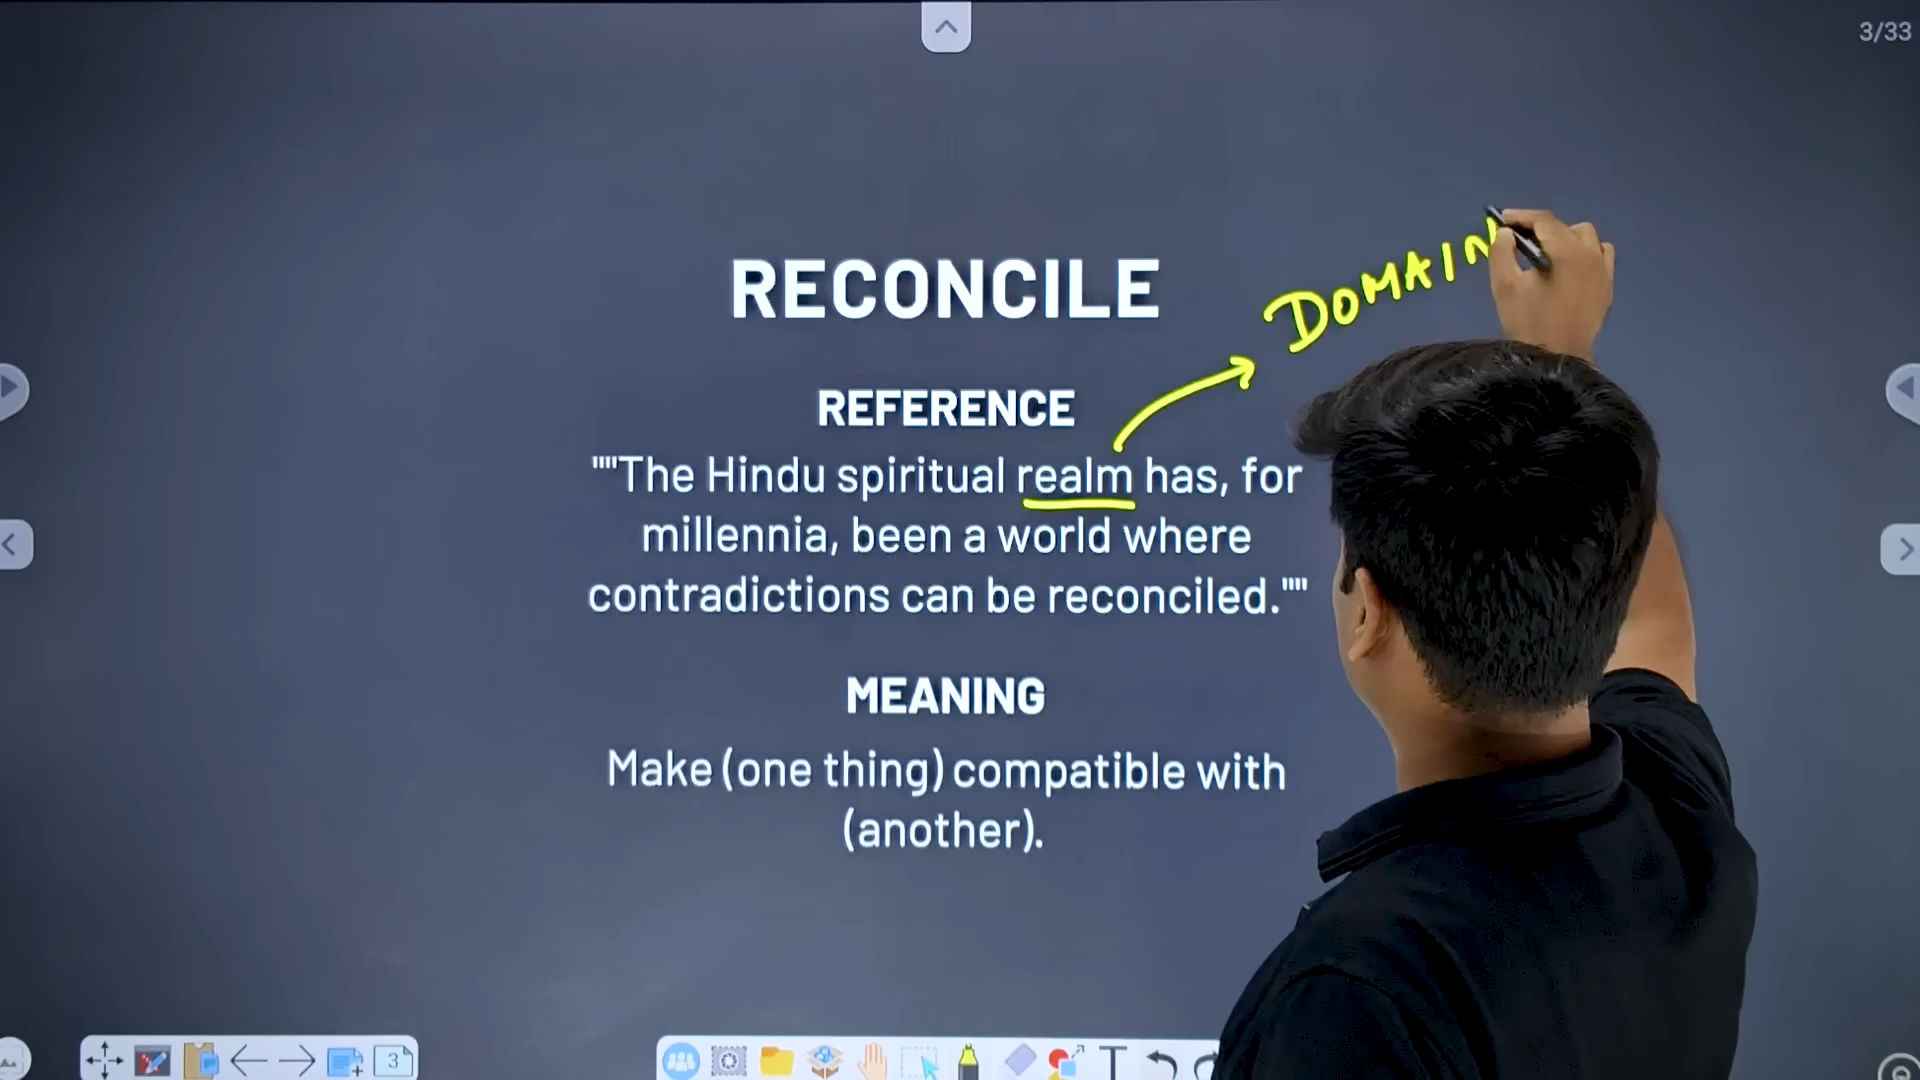 3/33
DOMAIN
RECONCILE
REFERENCE
""The Hindu spiritual realm has, for
millennia, been a world where
contradictions can be reconciled.""
MEANING
Make (one thing) compatible with
(another).
3
T